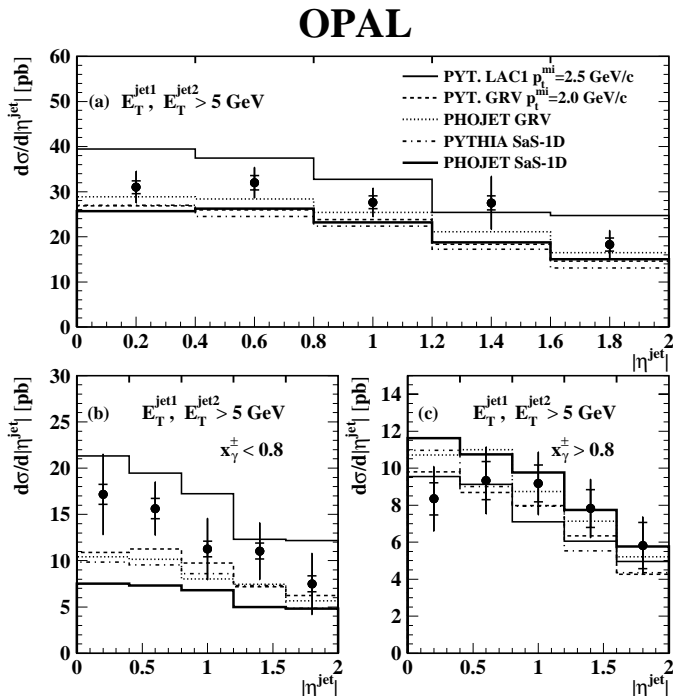 OPAL
dσ/d|η^jet| [pb]
60
50
40
30
20
10
0
(a) E_T^jet1, E_T^jet2 > 5 GeV
PYT. LAC1 p_t^mi=2.5 GeV/c
PYT. GRV p_t^mi=2.0 GeV/c
PHOJET GRV
PYTHIA SaS-1D
PHOJET SaS-1D
0 0.2 0.4 0.6 0.8 1 1.2 1.4 1.6 1.8 2
|η^jet|
dσ/d|η^jet| [pb]
30
25
20
15
10
5
0
(b) E_T^jet1, E_T^jet2 > 5 GeV
x_γ^± < 0.8
0 0.5 1 1.5 2
|η^jet|
dσ/d|η^jet| [pb]
14
12
10
8
6
4
2
0
(c) E_T^jet1, E_T^jet2 > 5 GeV
x_γ^± > 0.8
0 0.5 1 1.5 2
|η^jet|